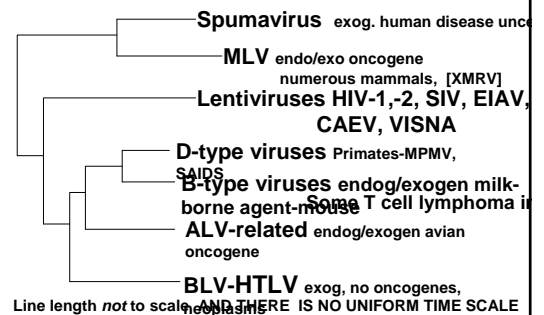 Spumavirus exog. human disease unce
MLV endo/exo oncogene
numerous mammals, [XMRV]
Lentiviruses HIV-1,-2, SIV, EIAV,
CAEV, VISNA
D-type viruses Primates-MPMV,
SAIDS
B-type viruses endog/exogen milk-
borne agent-mouse
Some T cell lymphoma in
ALV-related endog/exogen avian
oncogene
BLV-HTLV exog, no oncogenes,
neoplasms
Line length not to scale, AND THERE IS NO UNIFORM TIME SCALE